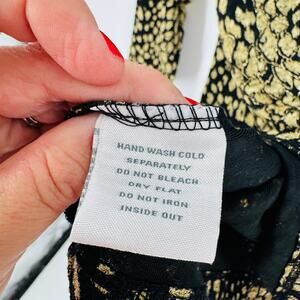 HAND WASH COLD
SEPARATELY
DO NOT BLEACH
DRY FLAT
DO NOT IRON
INSIDE OUT